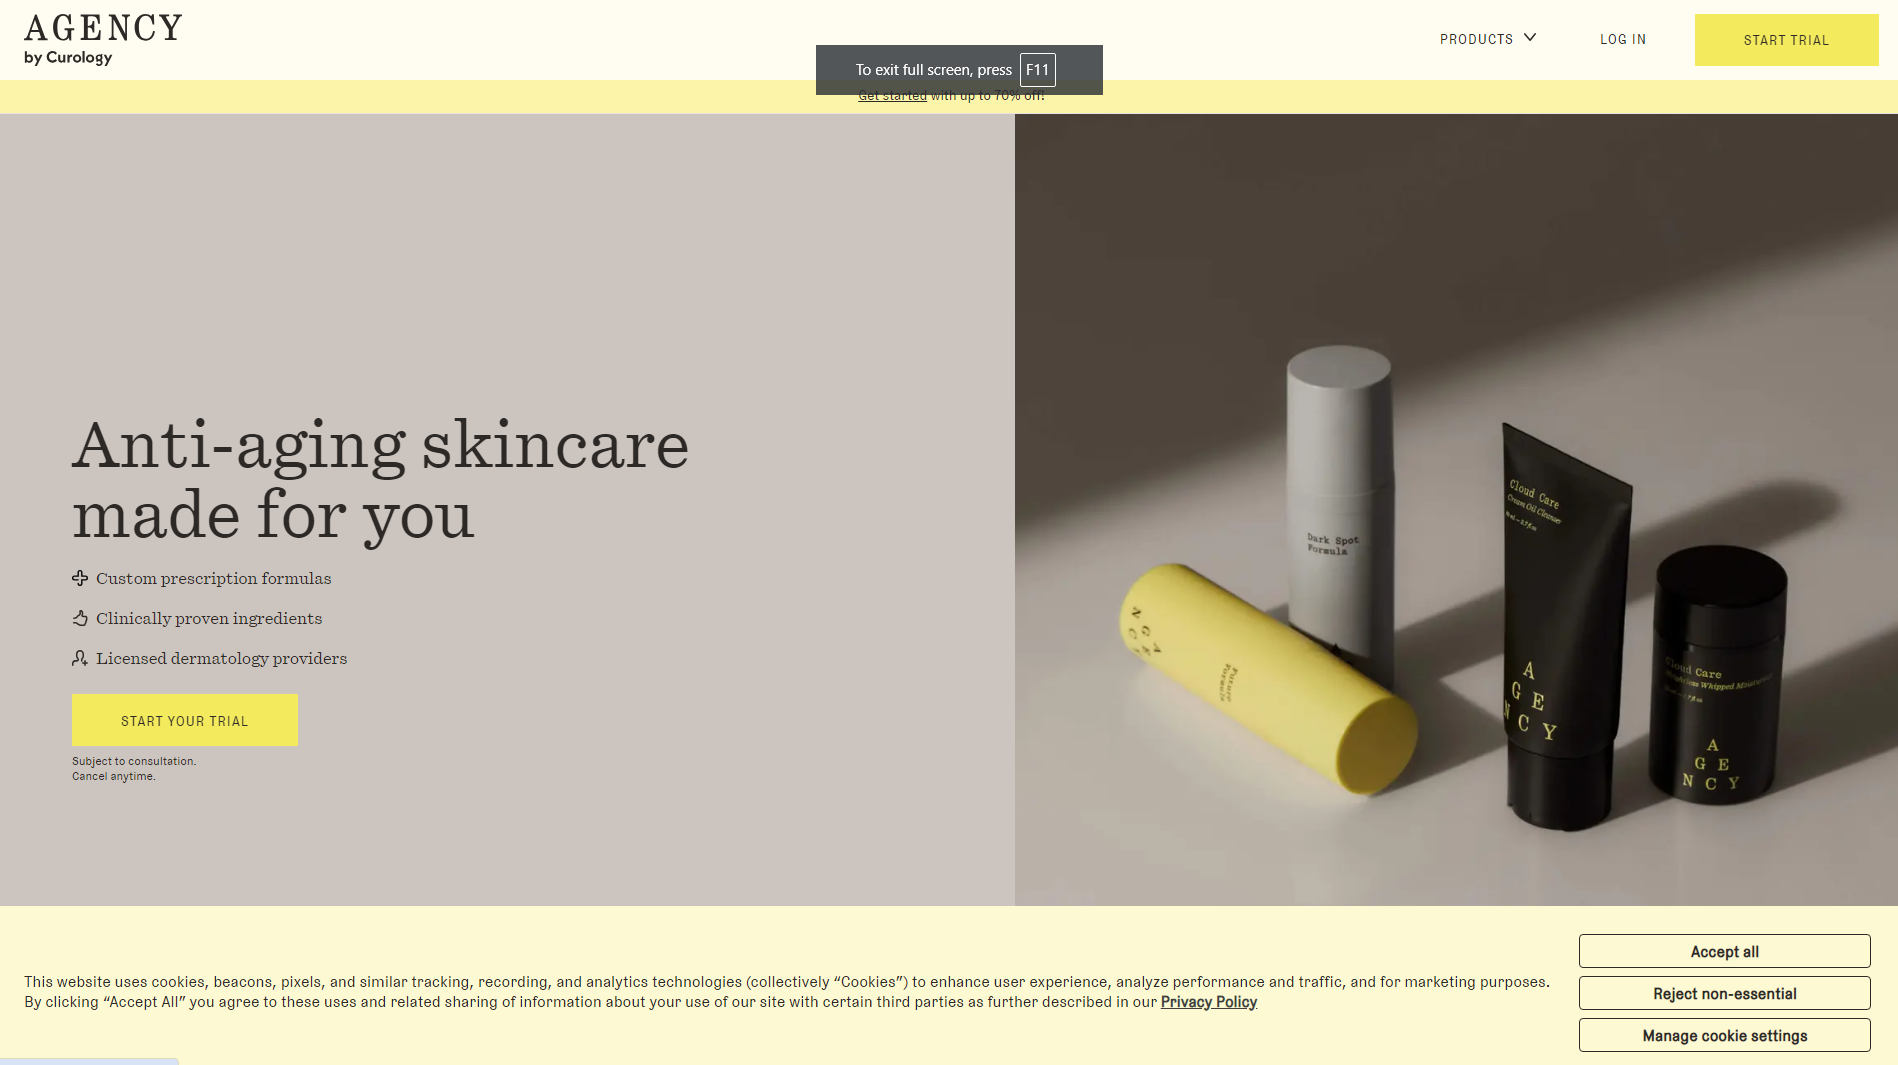 AGENCY
by Curology
PRODUCTS
LOG IN
START TRIAL
To exit full screen, press F11
Get started with up to 70% off!
Anti-aging skincare
made for you
Custom prescription formulas
Clinically proven ingredients
Licensed dermatology providers
START YOUR TRIAL
Subject to consultation.
Cancel anytime.
Dark Spot
Formula
Future
Formula
Cloud Care
Cream Oil Cleanser
A
G E
N C Y
Cloud Care
Weightless Whipped Moisturizer
A
G E
N C Y
This website uses cookies, beacons, pixels, and similar tracking, recording, and analytics technologies (collectively “Cookies”) to enhance user experience, analyze performance and traffic, and for marketing purposes.
By clicking “Accept All” you agree to these uses and related sharing of information about your use of our site with certain third parties as further described in our Privacy Policy
Accept all
Reject non-essential
Manage cookie settings